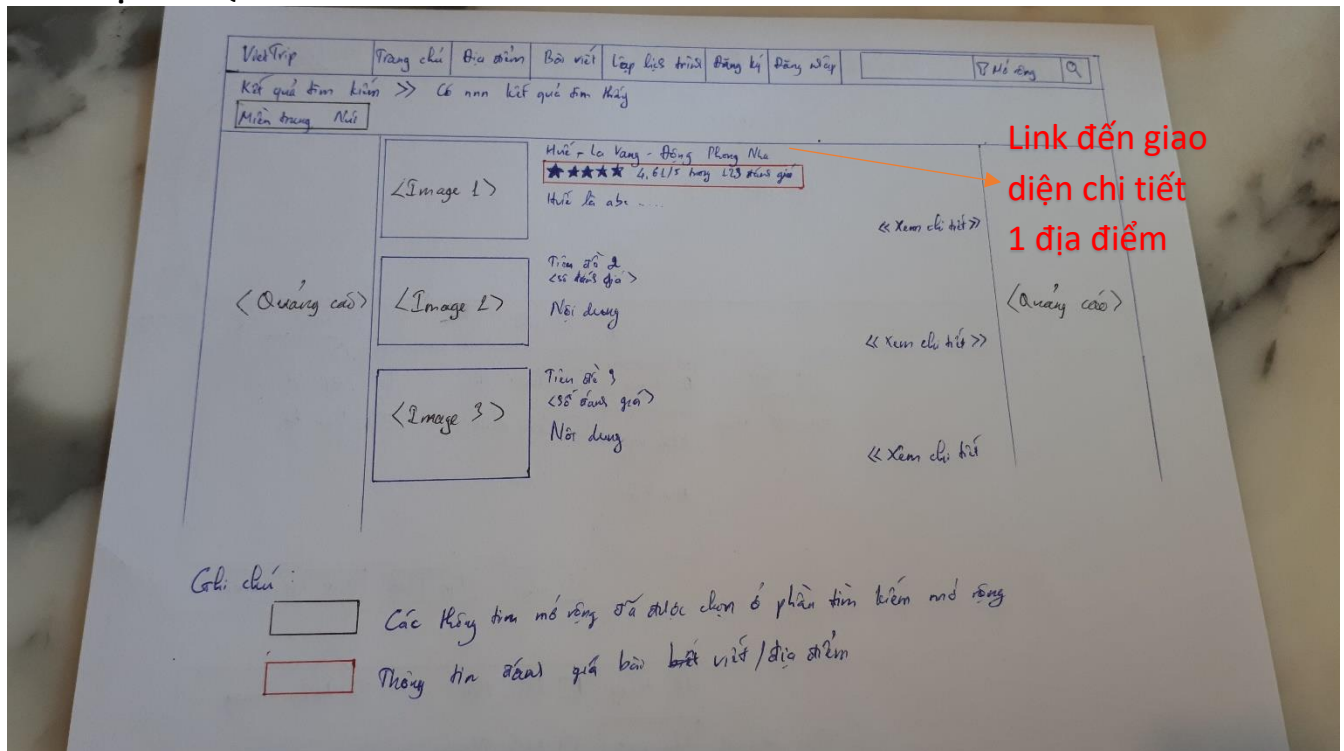 VietTrip Trang chủ Địa điểm Bài viết Lập lịch trình Đăng ký Đăng nhập Mở rộng
Kết quả tìm kiếm >> Có nnn kết quả tìm thấy
Miền trung Núi
Huế - La Vang - Động Phong Nha
★★★★★ 4,61/5 trong 123 đánh giá
<Image 1>
Huế là abc ....
<< Xem chi tiết >>
Link đến giao
diện chi tiết
1 địa điểm
Tiêu đề 2
<số đánh giá>
<Quảng cáo>
<Image 2>
Nội dung
<Quảng cáo>
<< Xem chi tiết >>
Tiêu đề 3
<Số đánh giá>
<Image 3>
Nội dung
<< Xem chi tiết
Ghi chú :
Các thông tin mở rộng đã được chọn ở phần tìm kiếm mở rộng
Thông tin đánh giá bài viết/địa điểm